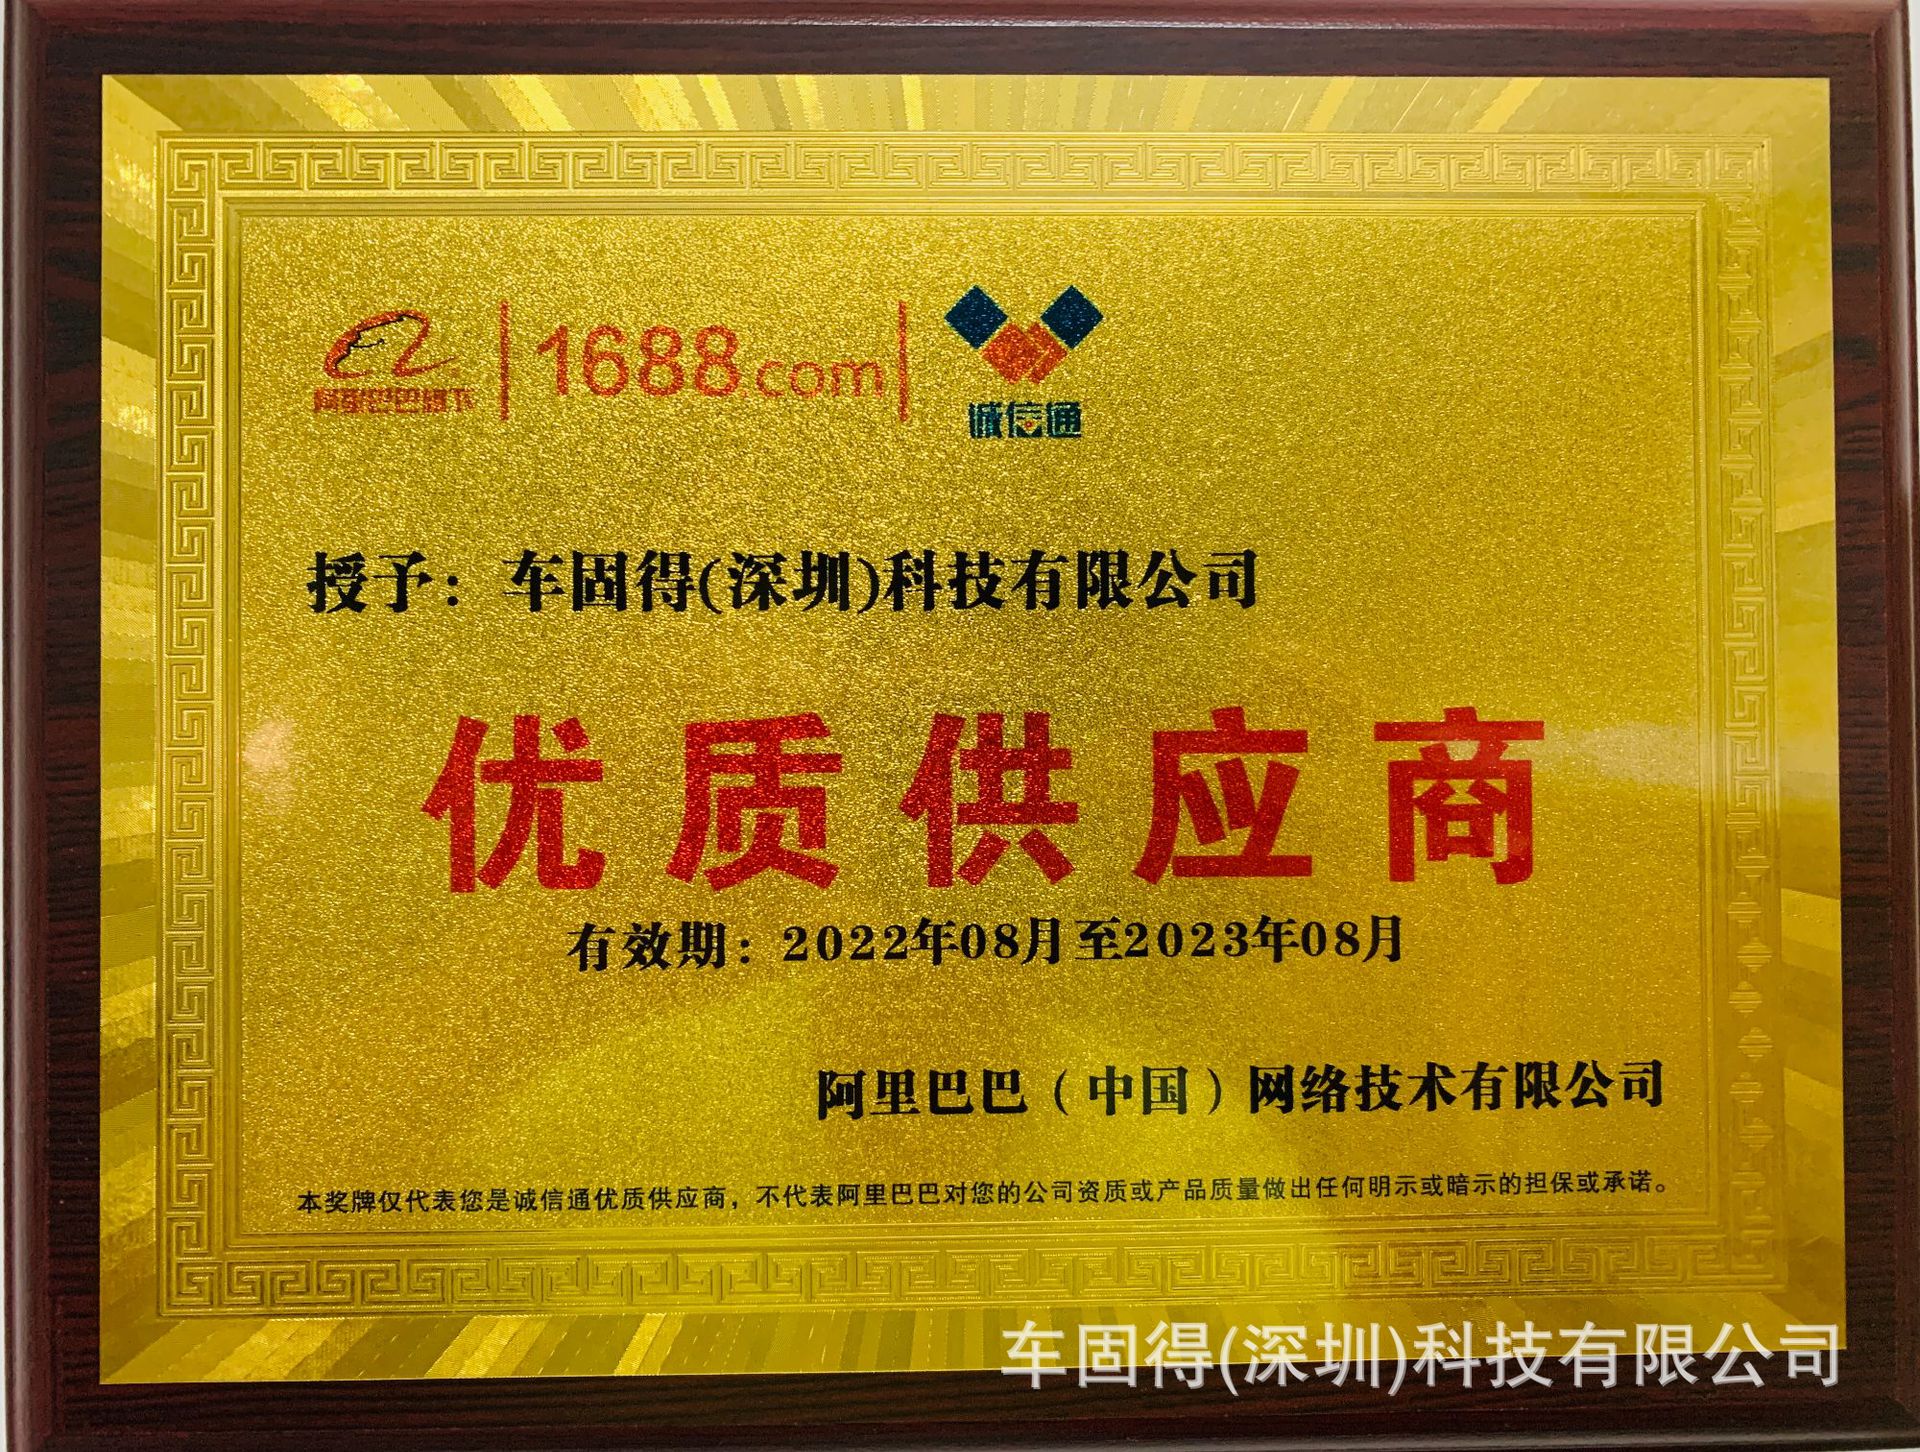 阿里巴巴旗下 1688.com 诚信通
授予：车固得(深圳)科技有限公司
优质供应商
有效期：2022年08月至2023年08月
阿里巴巴（中国）网络技术有限公司
本奖牌仅代表您是诚信通优质供应商，不代表阿里巴巴对您的公司资质或产品质量做出任何明示或暗示的担保或承诺。
车固得(深圳)科技有限公司